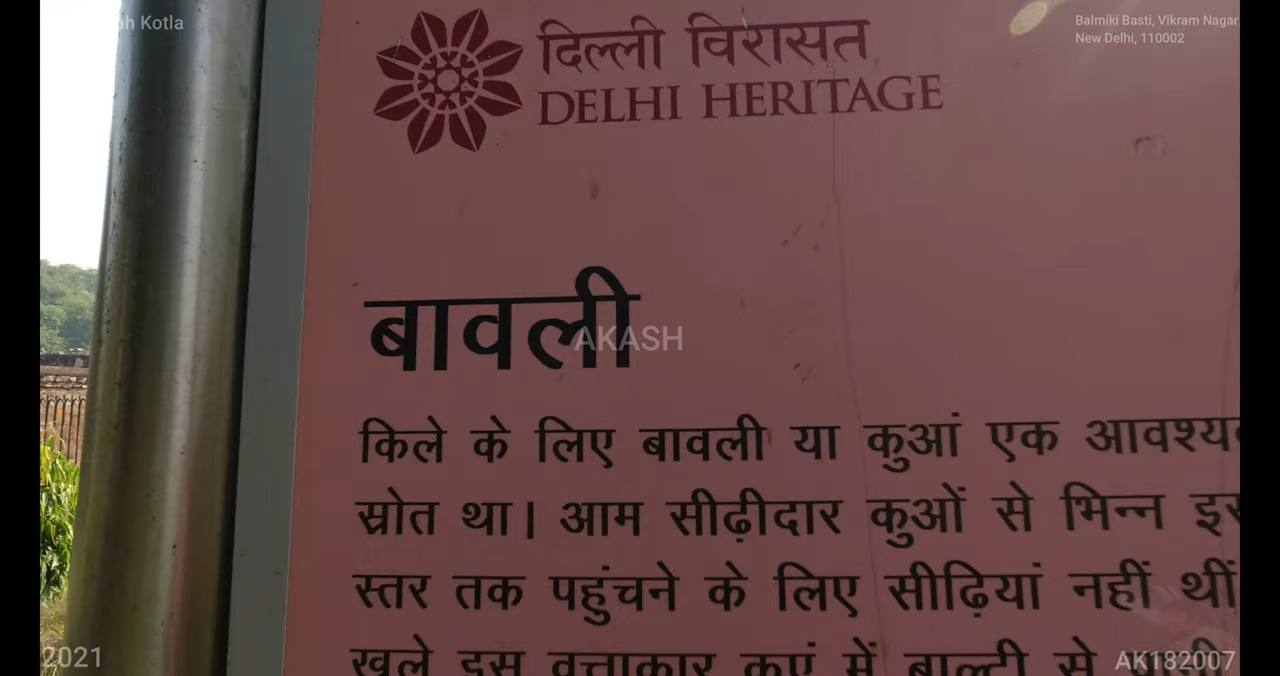 Kotla
Balmiki Basti, Vikram Nagar
New Delhi, 110002
दिल्ली विरासत
DELHI HERITAGE
बावली
AKASH
किले के लिए बावली या कुआं एक
स्रोत था। आम सीढ़ीदार कुओं से भिन्न
स्तर तक पहुंचने के लिए सीढ़ियां नहीं थीं
खुले इस वृत्ताकार कुएं में बाल्टी से पानी
2021
AK182007